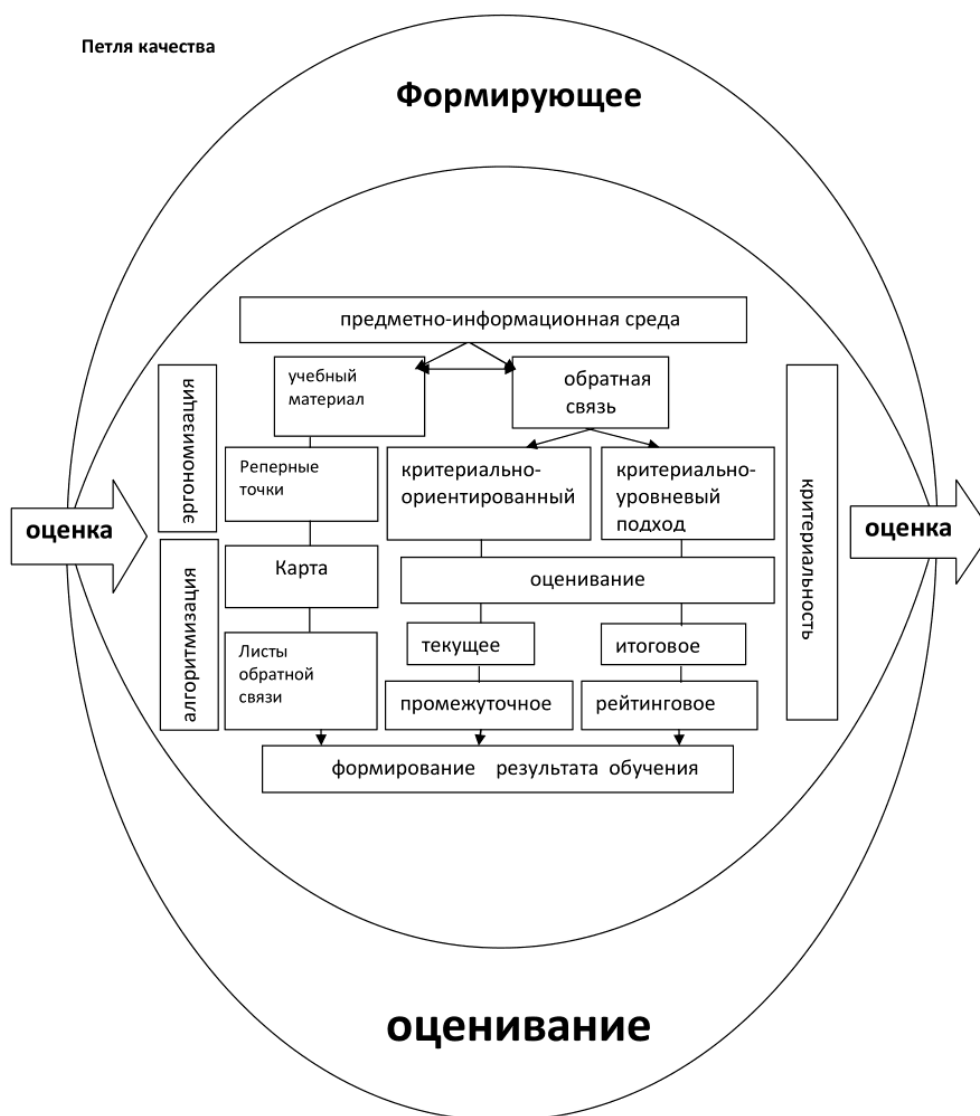 Петля качества
Формирующее
предметно-информационная среда
учебный
материал
обратная
связь
эргономизация
Реперные
точки
критериально-
ориентированный
критериально-
уровневый
подход
критериальность
оценка
оценка
Карта
оценивание
алгоритмизация
Листы
обратной
связи
текущее
итоговое
промежуточное
рейтинговое
формирование результата обучения
оценивание